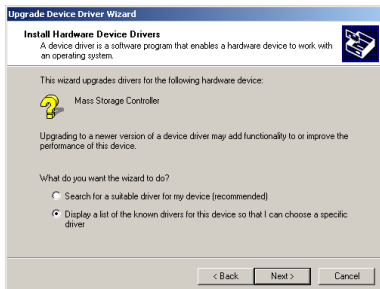 Upgrade Device Driver Wizard
Install Hardware Device Drivers
A device driver is a software program that enables a hardware device to work with
an operating system.
This wizard upgrades drivers for the following hardware device:
Mass Storage Controller
Upgrading to a newer version of a device driver may add functionality to or improve the
performance of this device.
What do you want the wizard to do?
Search for a suitable driver for my device (recommended)
Display a list of the known drivers for this device so that I can choose a specific
driver
< Back
Next >
Cancel